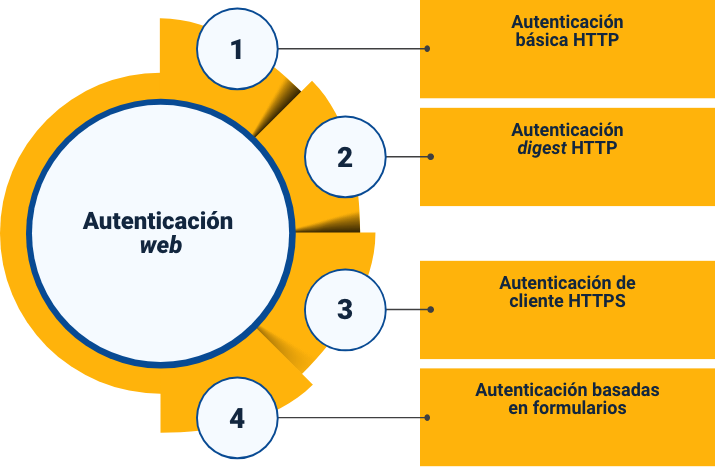 Autenticación
web
1
Autenticación
básica HTTP
2
Autenticación
digest HTTP
3
Autenticación de
cliente HTTPS
4
Autenticación basadas
en formularios